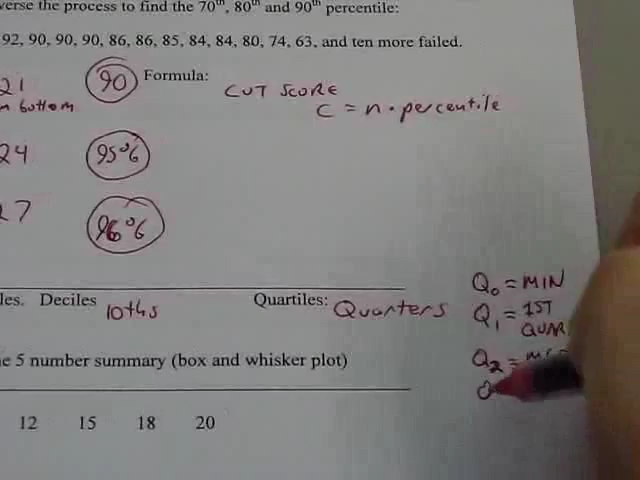 verse the process to find the 70th, 80th and 90th percentile:
92, 90, 90, 90, 86, 86, 85, 84, 84, 80, 74, 63, and ten more failed.
21 90 Formula: CUT SCORE
m bottom C = n • percentile
24 95%
27 96%
les. Deciles 10ths Quartiles: Quarters
Q0 = MIN
Q1 = 1ST
QUAR
Q2 =
e 5 number summary (box and whisker plot)
12 15 18 20